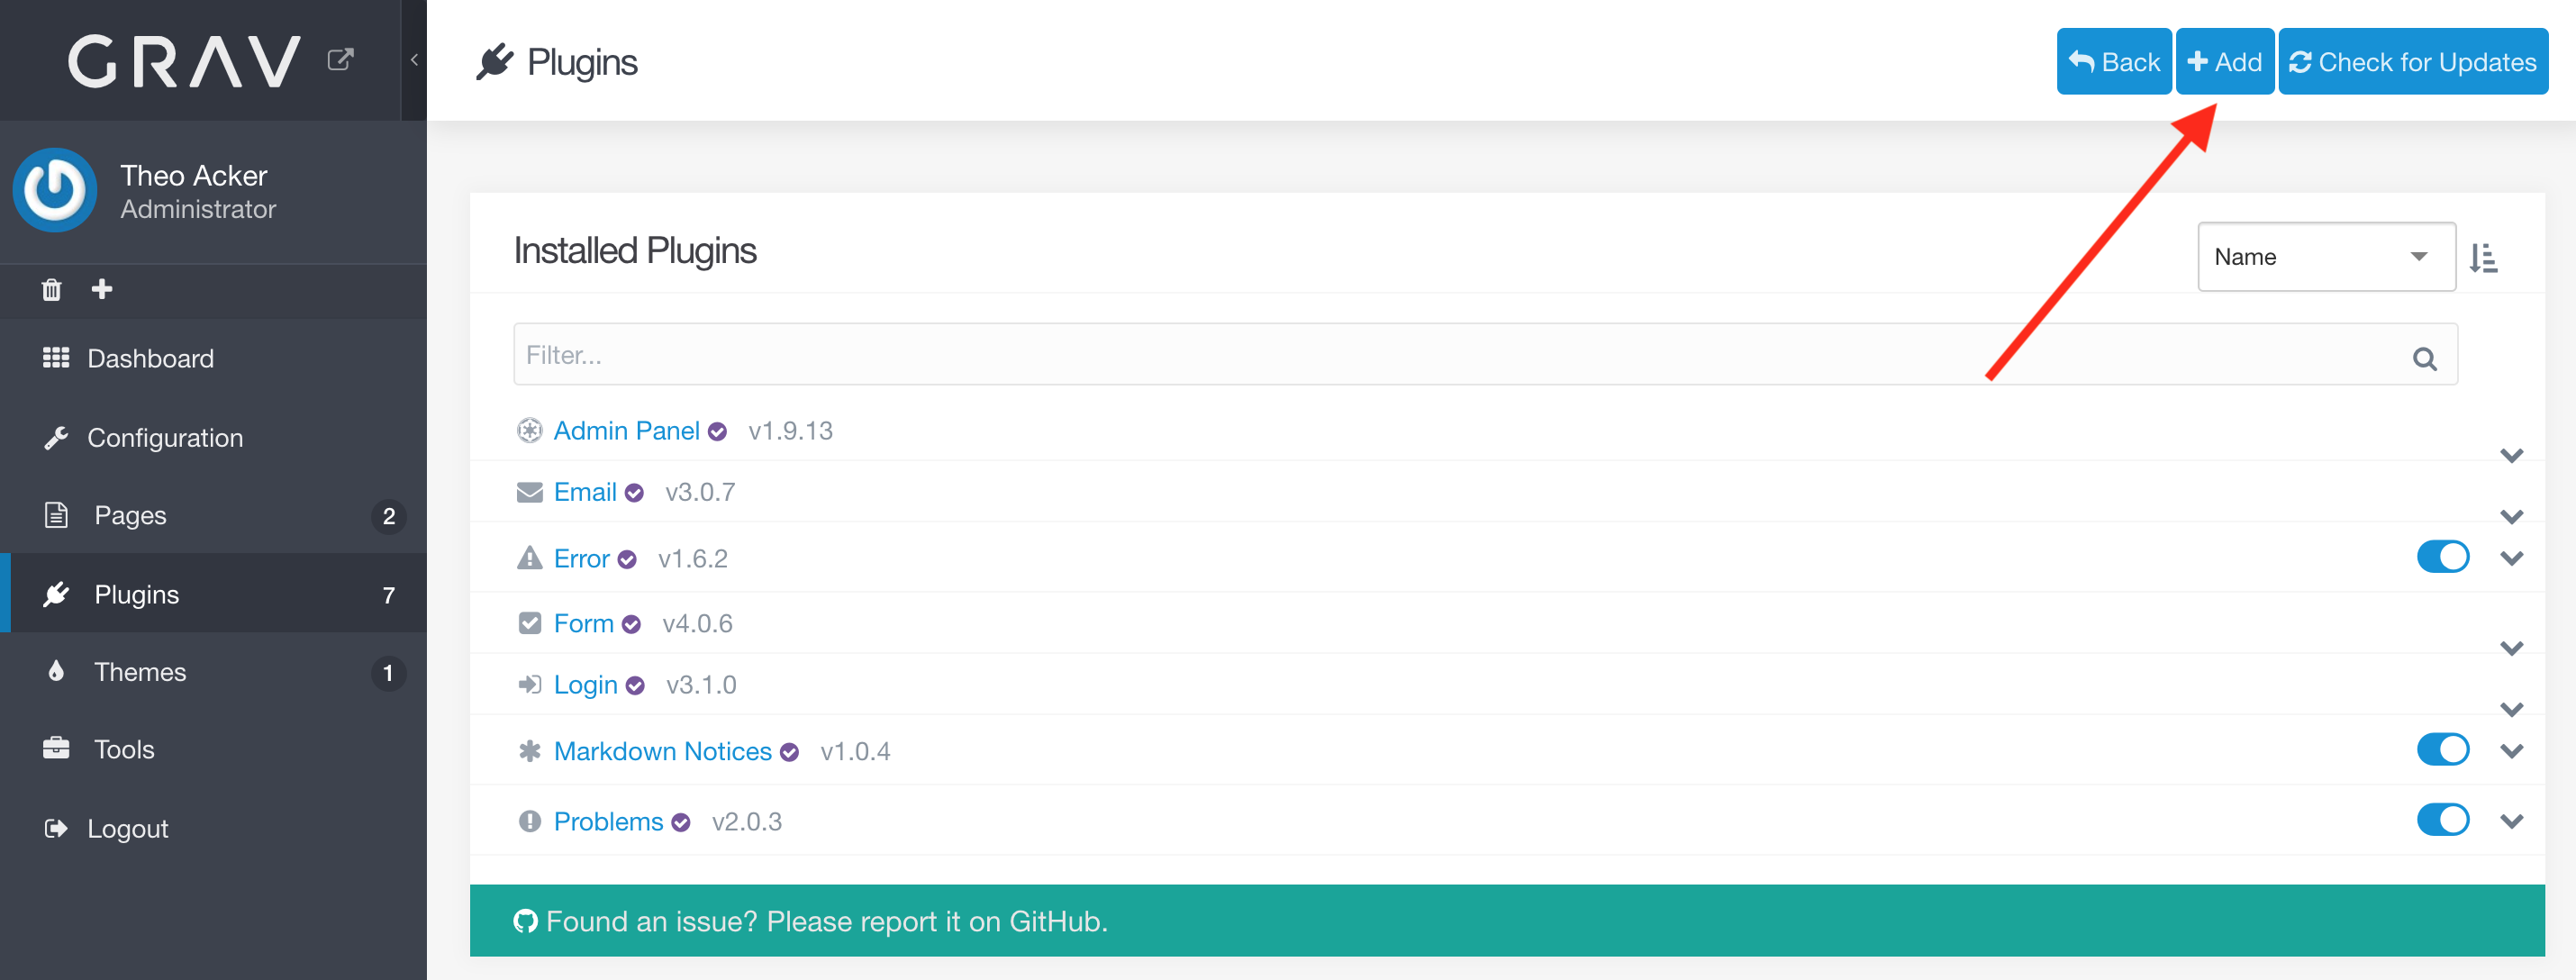 GRAV
Theo Acker
Administrator
Dashboard
Configuration
Pages 2
Plugins 7
Themes 1
Tools
Logout
Plugins
Back Add Check for Updates
Installed Plugins
Name
Filter...
Admin Panel v1.9.13
Email v3.0.7
Error v1.6.2
Form v4.0.6
Login v3.1.0
Markdown Notices v1.0.4
Problems v2.0.3
Found an issue? Please report it on GitHub.